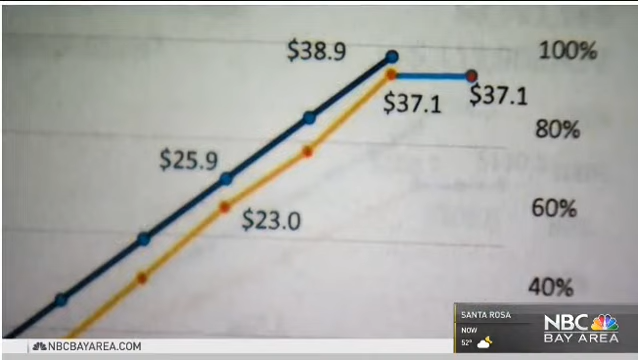 $38.9
100%
$37.1
$37.1
80%
$25.9
60%
$23.0
40%
SANTA ROSA
NOW
52°
NBC
BAY AREA
NBCBAYAREA.COM